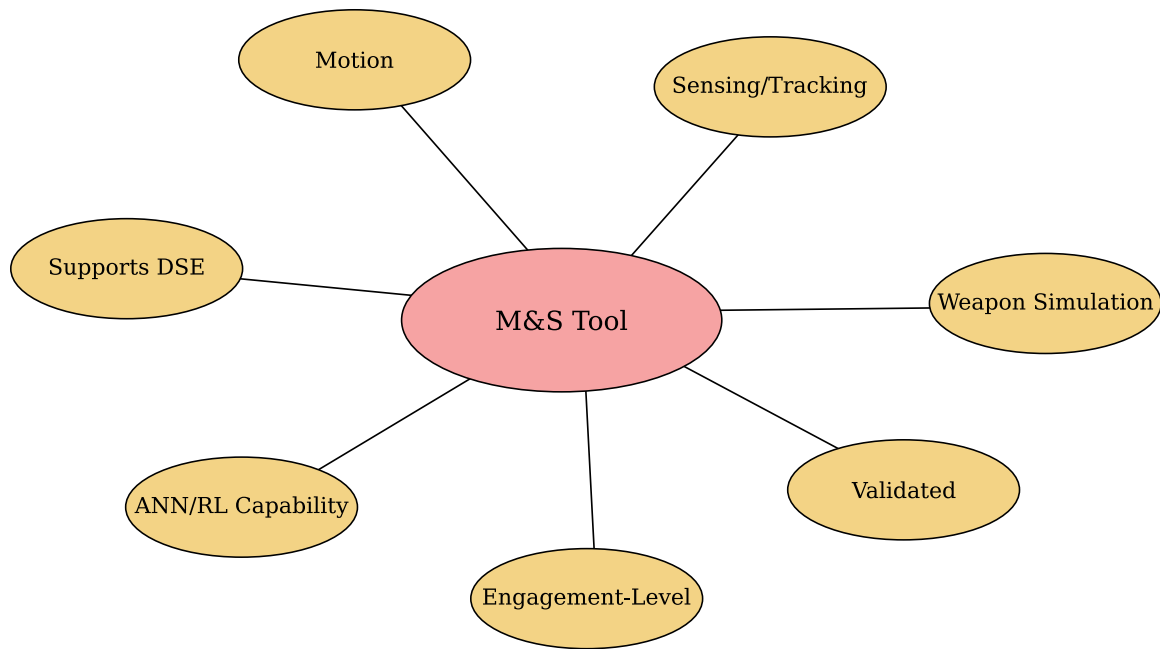 Motion
Sensing/Tracking
Supports DSE
Weapon Simulation
M&S Tool
Validated
ANN/RL Capability
Engagement-Level